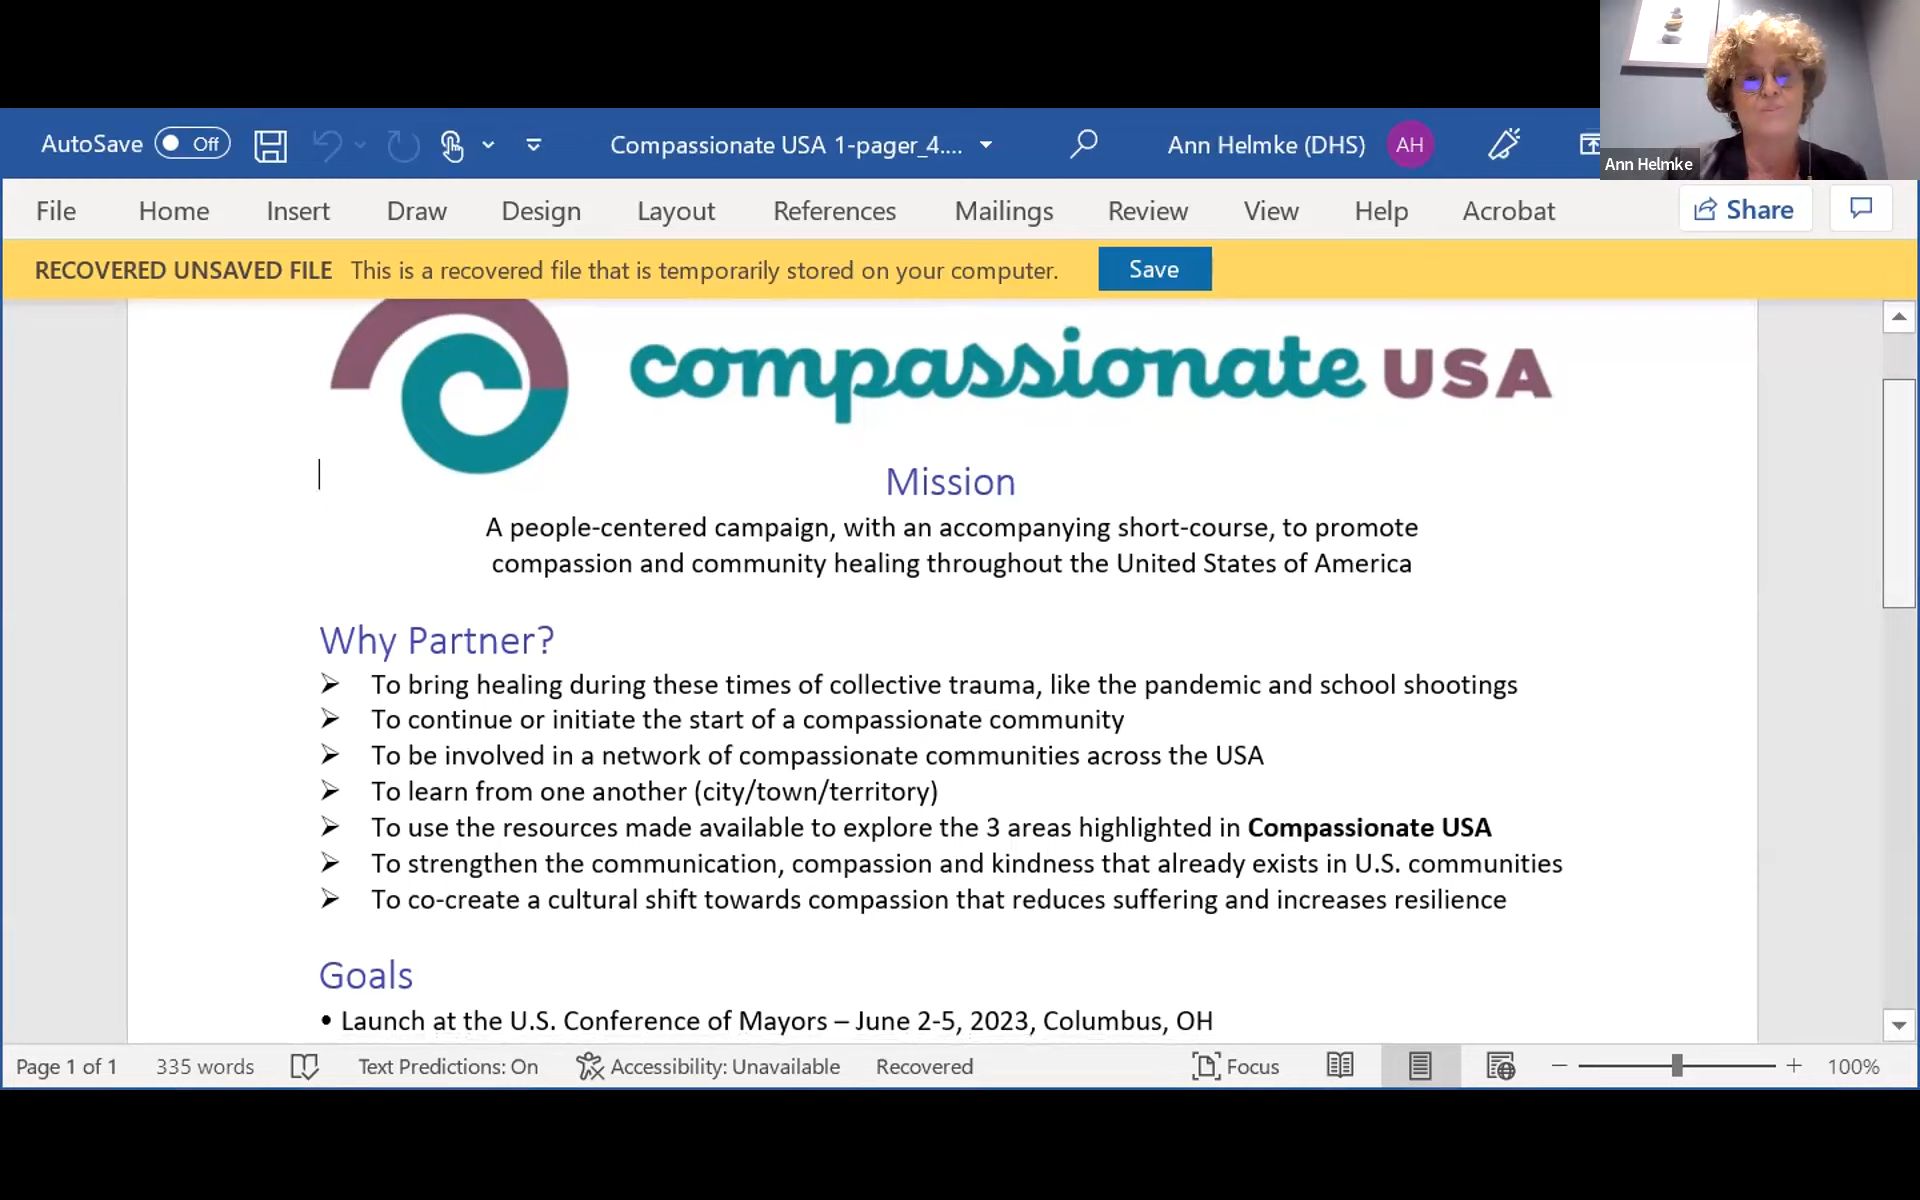 AutoSave Off Compassionate USA 1-pager_4.... Ann Helmke (DHS) AH
Ann Helmke
File Home Insert Draw Design Layout References Mailings Review View Help Acrobat Share
RECOVERED UNSAVED FILE This is a recovered file that is temporarily stored on your computer. Save
compassionate USA
Mission
A people-centered campaign, with an accompanying short-course, to promote
compassion and community healing throughout the United States of America
Why Partner?
➢ To bring healing during these times of collective trauma, like the pandemic and school shootings
➢ To continue or initiate the start of a compassionate community
➢ To be involved in a network of compassionate communities across the USA
➢ To learn from one another (city/town/territory)
➢ To use the resources made available to explore the 3 areas highlighted in Compassionate USA
➢ To strengthen the communication, compassion and kindness that already exists in U.S. communities
➢ To co-create a cultural shift towards compassion that reduces suffering and increases resilience
Goals
• Launch at the U.S. Conference of Mayors – June 2-5, 2023, Columbus, OH
Page 1 of 1 335 words Text Predictions: On Accessibility: Unavailable Recovered Focus 100%